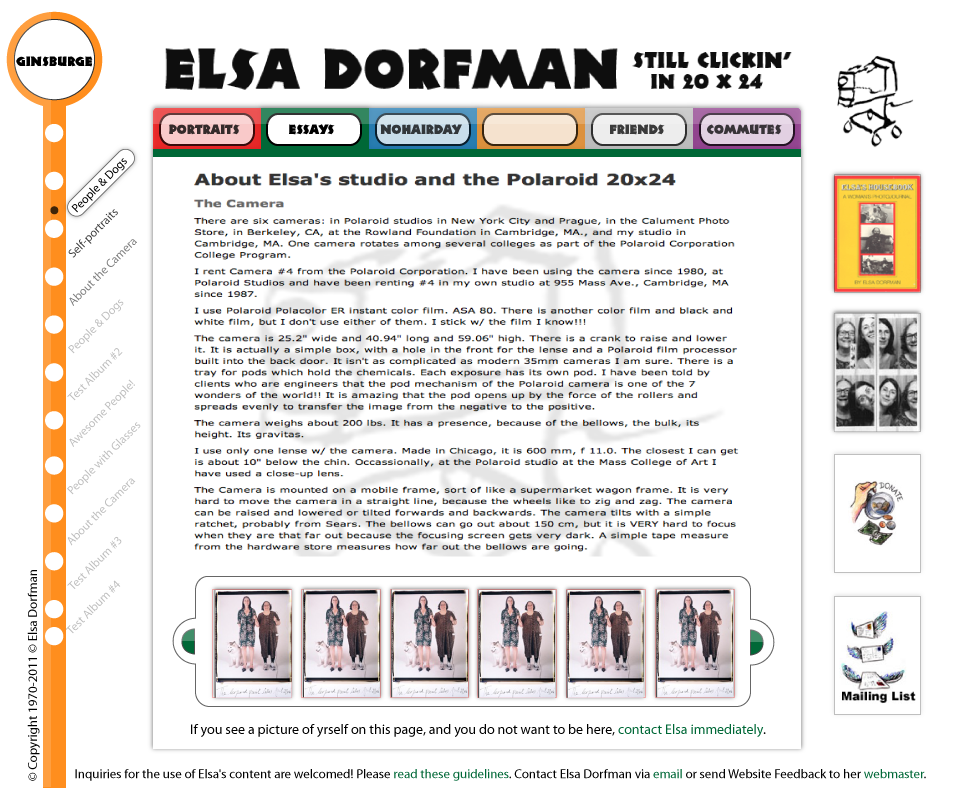 GINSBURGE
ELSA DORFMAN
STILL CLICKIN'
IN 20 X 24
PORTRAITS
ESSAYS
NOHAIRDAY
FRIENDS
COMMUTES
People & Dogs
Self-portraits
About the Camera
People & Dogs
Test Album #2
Awesome People!
People with Glasses
About the Camera
Test Album #3
Test Album #4
© Copyright 1970-2011 © Elsa Dorfman
About Elsa's studio and the Polaroid 20x24
The Camera
There are six cameras: in Polaroid studios in New York City and Prague, in the Calument Photo
Store, in Berkeley, CA, at the Rowland Foundation in Cambridge, MA., and my studio in
Cambridge, MA. One camera rotates among several colleges as part of the Polaroid Corporation
College Program.
I rent Camera #4 from the Polaroid Corporation. I have been using the camera since 1980, at
Polaroid Studios and have been renting #4 in my own studio at 955 Mass Ave., Cambridge, MA
since 1987.
I use Polaroid Polacolor ER instant color film. ASA 80. There is another color film and black and
white film, but I don't use either of them. I stick w/ the film I know!!!
The camera is 25.2" wide and 40.94" long and 59.06" high. There is a crank to raise and lower
it. It is actually a simple box, with a hole in the front for the lense and a Polaroid film processor
built into the back door. It isn't as complicated as modern 35mm cameras I am sure. There is a
tray for pods which hold the chemicals. Each exposure has its own pod. I have been told by
clients who are engineers that the pod mechanism of the Polaroid camera is one of the 7
wonders of the world!! It is amazing that the pod opens up by the force of the rollers and
spreads evenly to transfer the image from the negative to the positive.
The camera weighs about 200 lbs. It has a presence, because of the bellows, the bulk, its
height. Its gravitas.
I use only one lense w/ the camera. Made in Chicago, it is 600 mm, f 11.0. The closest I can get
is about 10" below the chin. Occassionally, at the Polaroid studio at the Mass College of Art I
have used a close-up lens.
The Camera is mounted on a mobile frame, sort of like a supermarket wagon frame. It is very
hard to move the camera in a straight line, because the wheels like to zig and zag. The camera
can be raised and lowered or tilted forwards and backwards. The camera tilts with a simple
ratchet, probably from Sears. The bellows can go out about 150 cm, but it is VERY hard to focus
when they are that far out because the focusing screen gets very dark. A simple tape measure
from the hardware store measures how far out the bellows are going.
If you see a picture of yrself on this page, and you do not want to be here, contact Elsa immediately.
Inquiries for the use of Elsa's content are welcomed! Please read these guidelines. Contact Elsa Dorfman via email or send Website Feedback to her webmaster.
ELSA'S HOUSEBOOK
A WOMAN'S PHOTOJOURNAL
BY ELSA DORFMAN
DONATE
Mailing List